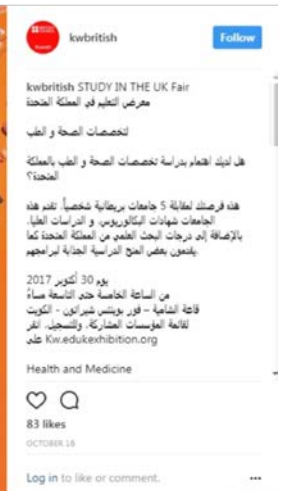 kwbritish
Follow
kwbritish STUDY IN THE UK Fair
معرض التعليم في المملكة المتحدة
لتخصصات الصحة و الطب
هل لديك اهتمام بدراسة تخصصات الصحة و الطب بالمملكة
المتحدة؟
هذه فرصتك لمقابلة 5 جامعات بريطانية شخصياً. تقدم هذه
الجامعات شهادات البكالوريوس، و الدراسات العليا.
بالإضافة إلى درجات البحث العلمي من المملكة المتحدة كما
يقدمون بعض المنح الدراسية الجذابة لبرامجهم.
يوم 30 أكتوبر 2017
من الساعة الخامسة حتى التاسعة مساءً
قاعة الشامية – فور بوينتس شيراتون - الكويت
لقائمة المؤسسات المشاركة، وللتسجيل، انقر
على Kw.edukexhibition.org
Health and Medicine
83 likes
OCTOBER 18
Log in to like or comment.